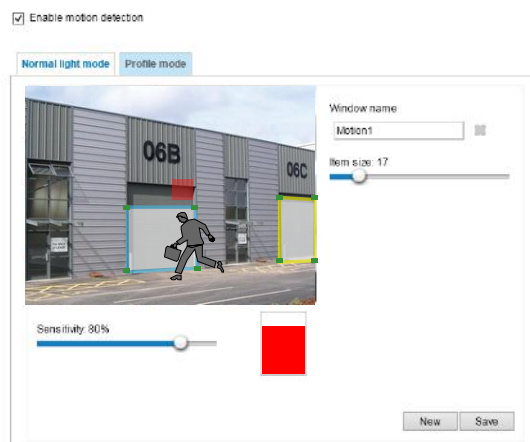 Enable motion detection
Normal light mode
Profile mode
Window name
Motion1
Item size: 17
06B
06C
Sensitivity: 80%
New
Save